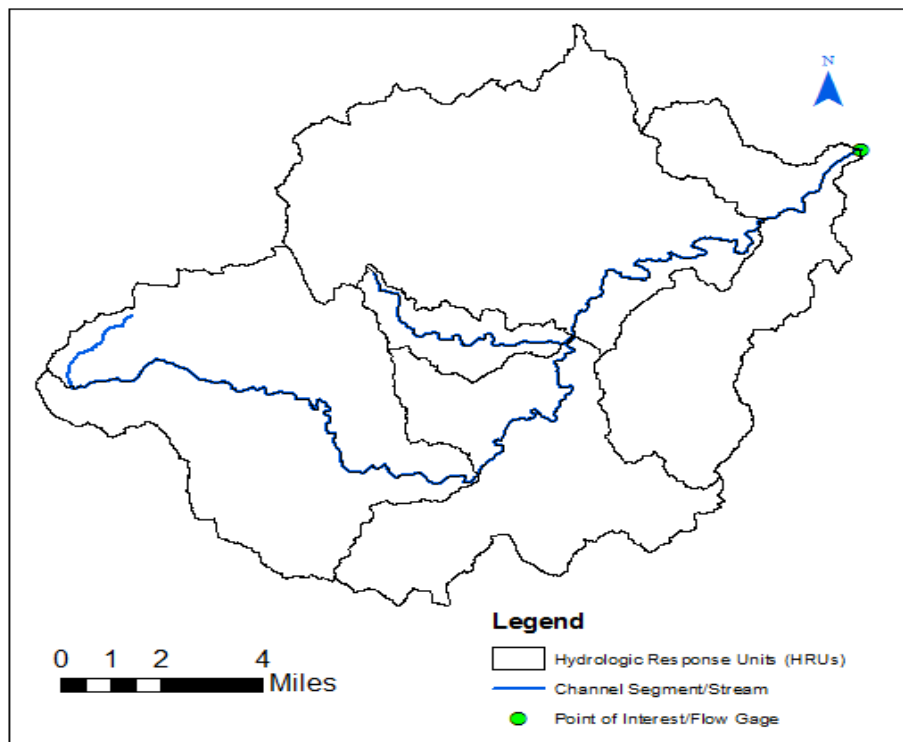 N
Legend
Hydrologic Response Units (HRUs)
Channel Segment/Stream
Point of Interest/Flow Gage
0 1 2 4
Miles